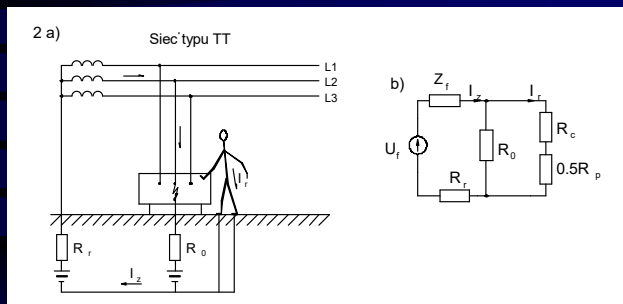 2 a)
Siec´typu TT
L1
L2
L3
I r
R r
R 0
I z
b)
Z f
I z
I r
U f
R 0
R c
0.5R p
R r